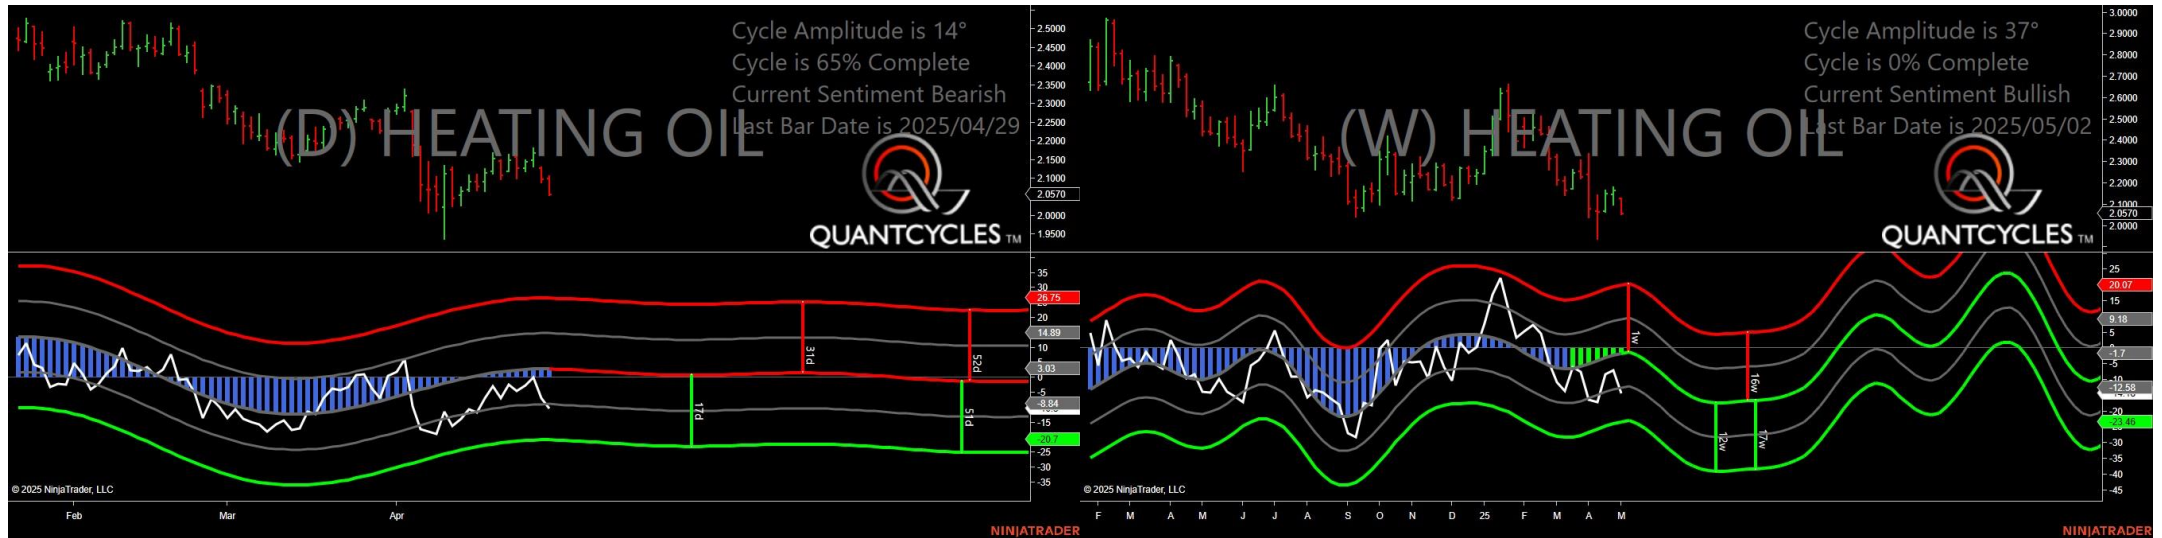 Cycle Amplitude is 14°
Cycle is 65% Complete
Current Sentiment Bearish
Last Bar Date is 2025/04/29
(D) HEATING OIL
QUANTCYCLES TM
2.5000
2.4500
2.4000
2.3500
2.3000
2.2500
2.2000
2.1500
2.1000
2.0570
2.0000
1.9500
35
30
26.75
20
14.89
10
5
3.03
0
-5
-8.84
-15
-20.7
-25
-30
-35
17d
31d
51d
52d
© 2025 NinjaTrader, LLC
Feb
Mar
Apr
NINJATRADER
Cycle Amplitude is 37°
Cycle is 0% Complete
Current Sentiment Bullish
Last Bar Date is 2025/05/02
(W) HEATING OIL
QUANTCYCLES TM
3.0000
2.9000
2.8000
2.7000
2.6000
2.5000
2.4000
2.3000
2.2000
2.1000
2.0570
2.0000
25
20.07
15
9.18
5
0
-1.7
-5
-10
-12.58
-20
-23.46
-30
-35
-40
-45
1w
12w
16w
17w
© 2025 NinjaTrader, LLC
F
M
A
M
J
J
A
S
O
N
D
25
F
M
A
M
NINJATRADER